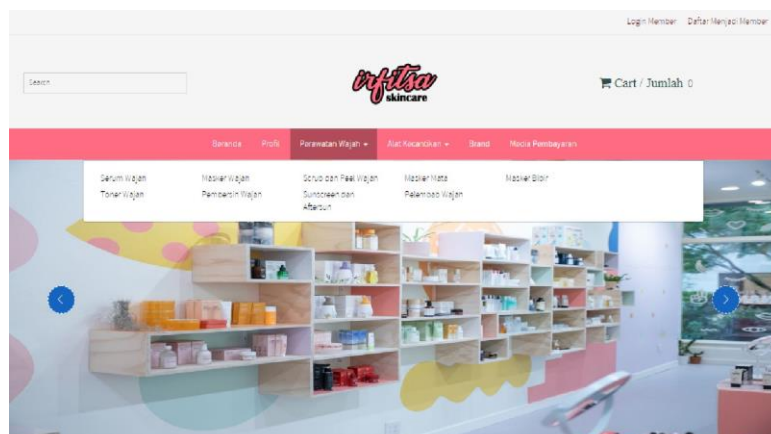 Login Member Daftar Menjadi Member
Search
irfitsa
skincare
Cart / Jumlah 0
Beranda Profil Perawatan Wajah Alat Kecantikan Brand Media Pembayaran
Serum Wajah Masker Wajah Scrub dan Peel Wajah Masker Mata Masker Bibir
Toner Wajah Pembersih Wajah Sunscreen dan Aftersun Pelembab Wajah